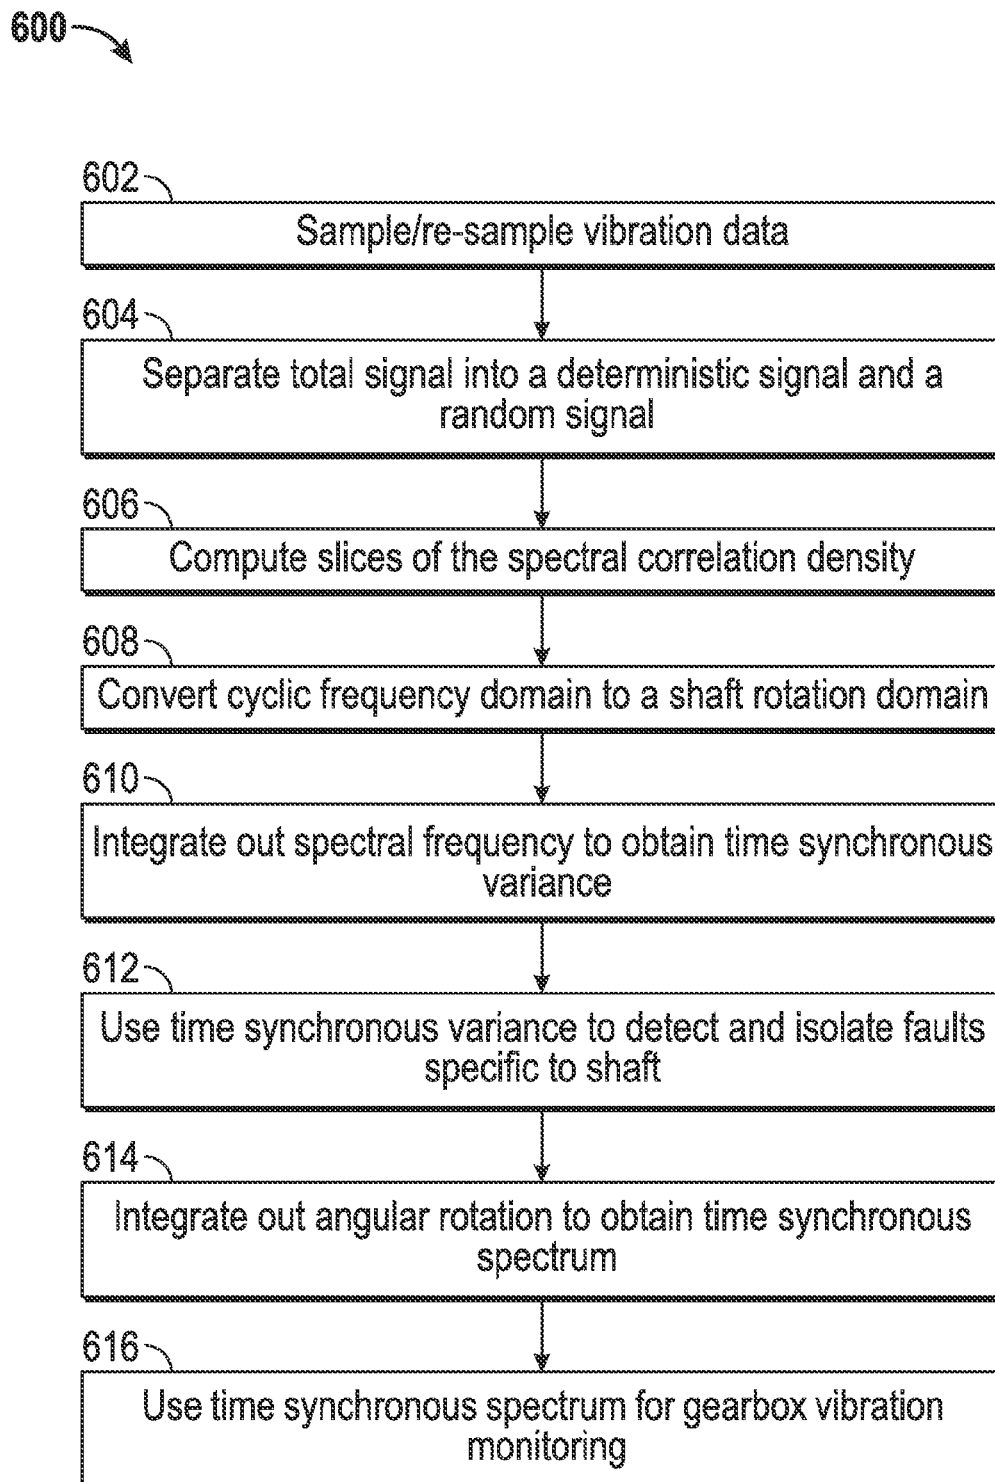 600
602
Sample/re-sample vibration data
604
Separate total signal into a deterministic signal and a
random signal
606
Compute slices of the spectral correlation density
608
Convert cyclic frequency domain to a shaft rotation domain
610
Integrate out spectral frequency to obtain time synchronous
variance
612
Use time synchronous variance to detect and isolate faults
specific to shaft
614
Integrate out angular rotation to obtain time synchronous
spectrum
616
Use time synchronous spectrum for gearbox vibration
monitoring